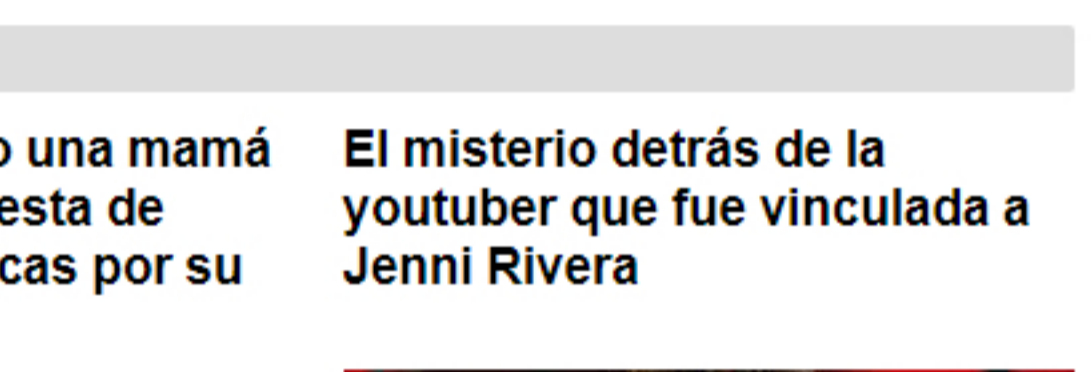 una mamá
esta de
cas por su
El misterio detrás de la
youtuber que fue vinculada a
Jenni Rivera